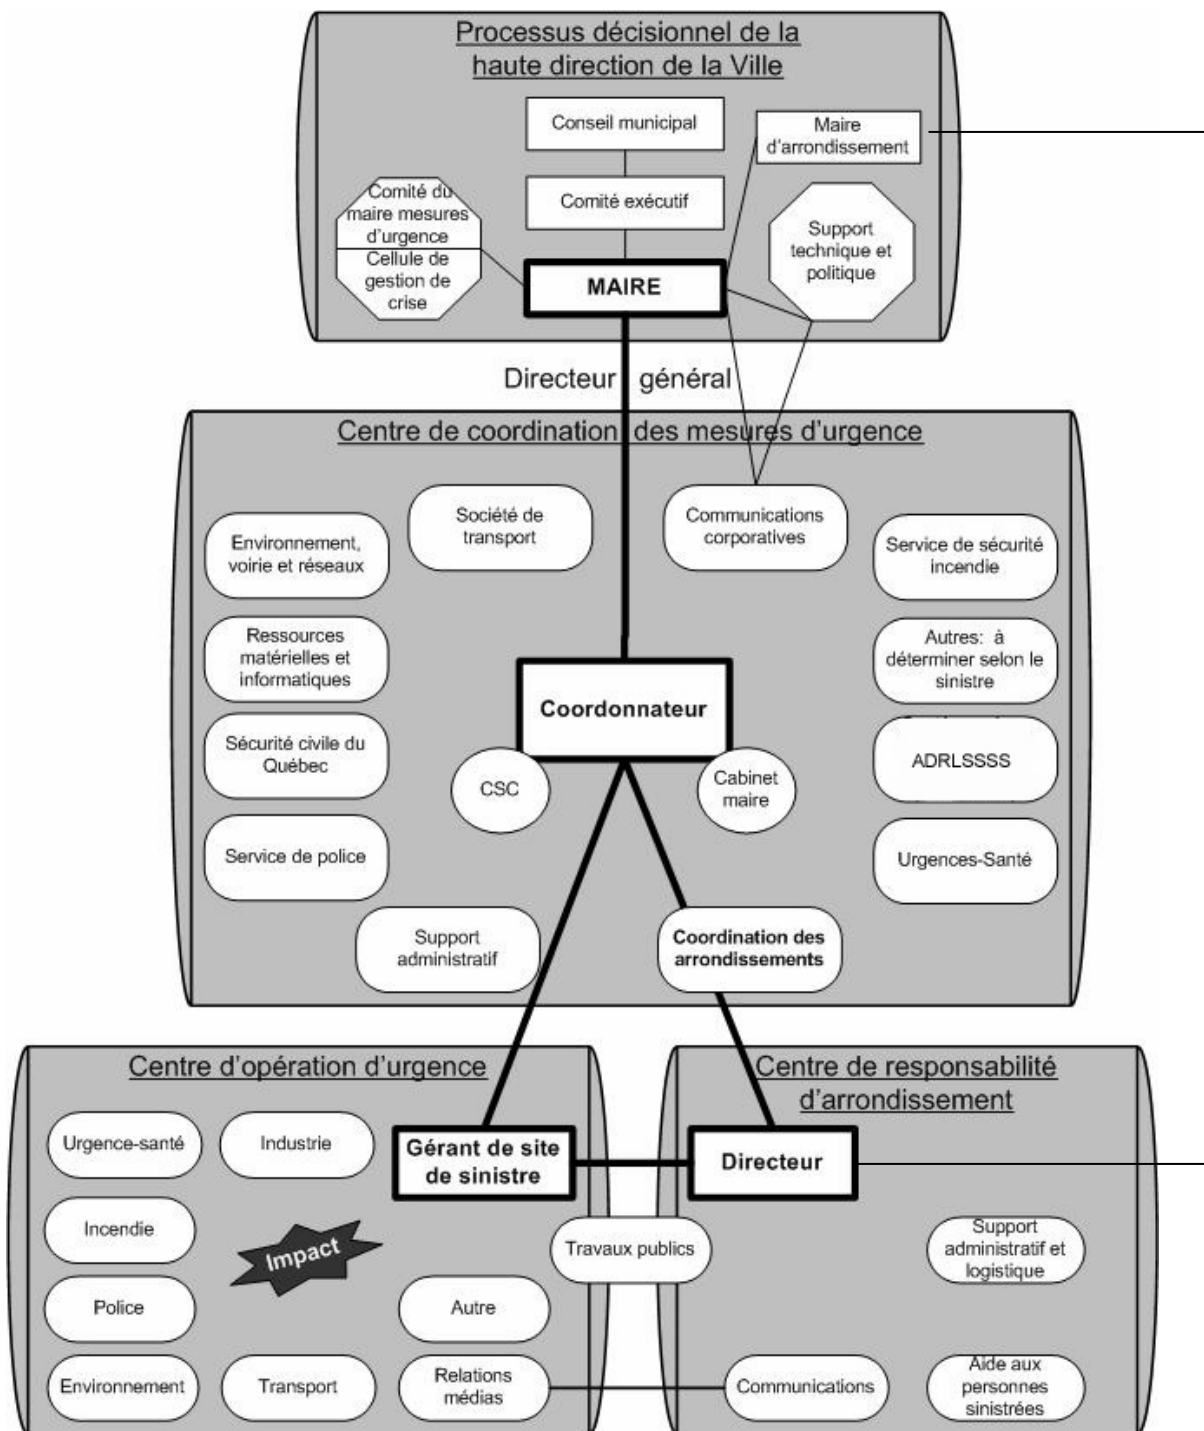 Processus décisionnel de la
haute direction de la Ville
Conseil municipal
Maire
d'arrondissement
Comité du
maire mesures
d'urgence
Cellule de
gestion de
crise
Comité exécutif
Support
technique et
politique
MAIRE
Directeur général
Centre de coordination des mesures d'urgence
Société de
transport
Communications
corporatives
Environnement,
voirie et réseaux
Service de sécurité
incendie
Ressources
matérielles et
informatiques
Autres: à
déterminer selon le
sinistre
Coordonnateur
Sécurité civile du
Québec
CSC
Cabinet
maire
ADRLSSSS
Service de police
Urgences-Santé
Support
administratif
Coordination des
arrondissements
Centre d'opération d'urgence
Urgence-santé
Industrie
Gérant de site
de sinistre
Incendie
Impact
Travaux publics
Police
Autre
Environnement
Transport
Relations
médias
Centre de responsabilité
d'arrondissement
Directeur
Support
administratif et
logistique
Communications
Aide aux
personnes
sinistrées